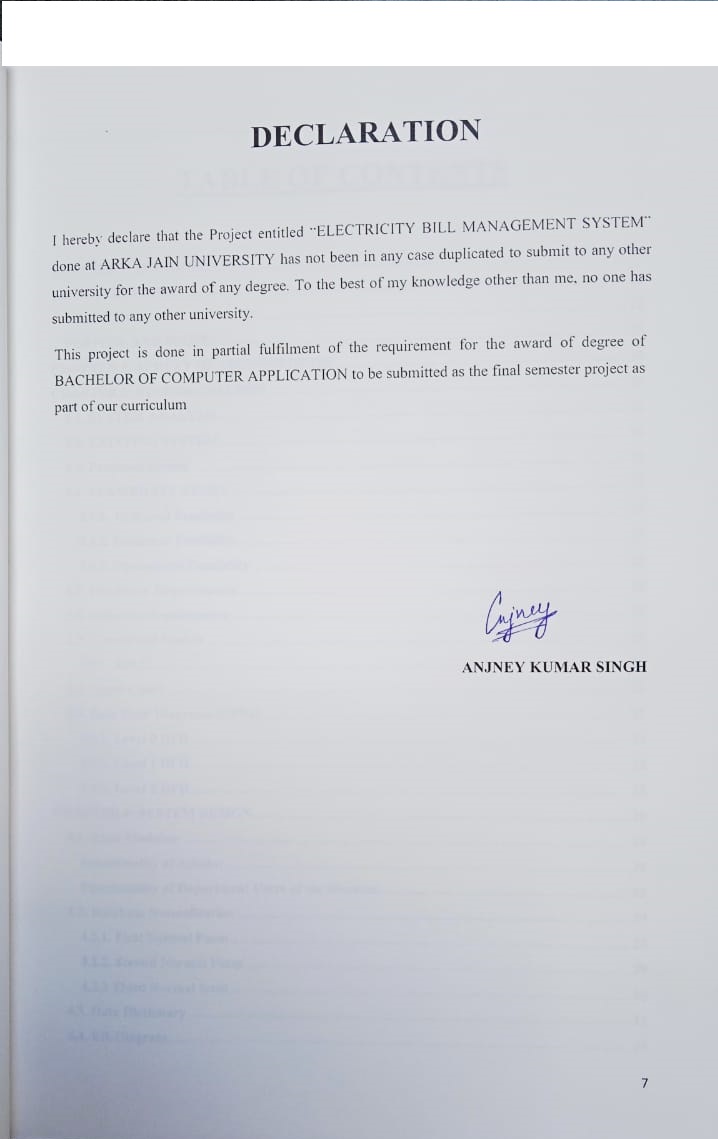 DECLARATION
I hereby declare that the Project entitled "ELECTRICITY BILL MANAGEMENT SYSTEM"
done at ARKA JAIN UNIVERSITY has not been in any case duplicated to submit to any other
university for the award of any degree. To the best of my knowledge other than me, no one has
submitted to any other university.
This project is done in partial fulfilment of the requirement for the award of degree of
BACHELOR OF COMPUTER APPLICATION to be submitted as the final semester project as
part of our curriculum
Anjney
ANJNEY KUMAR SINGH
7